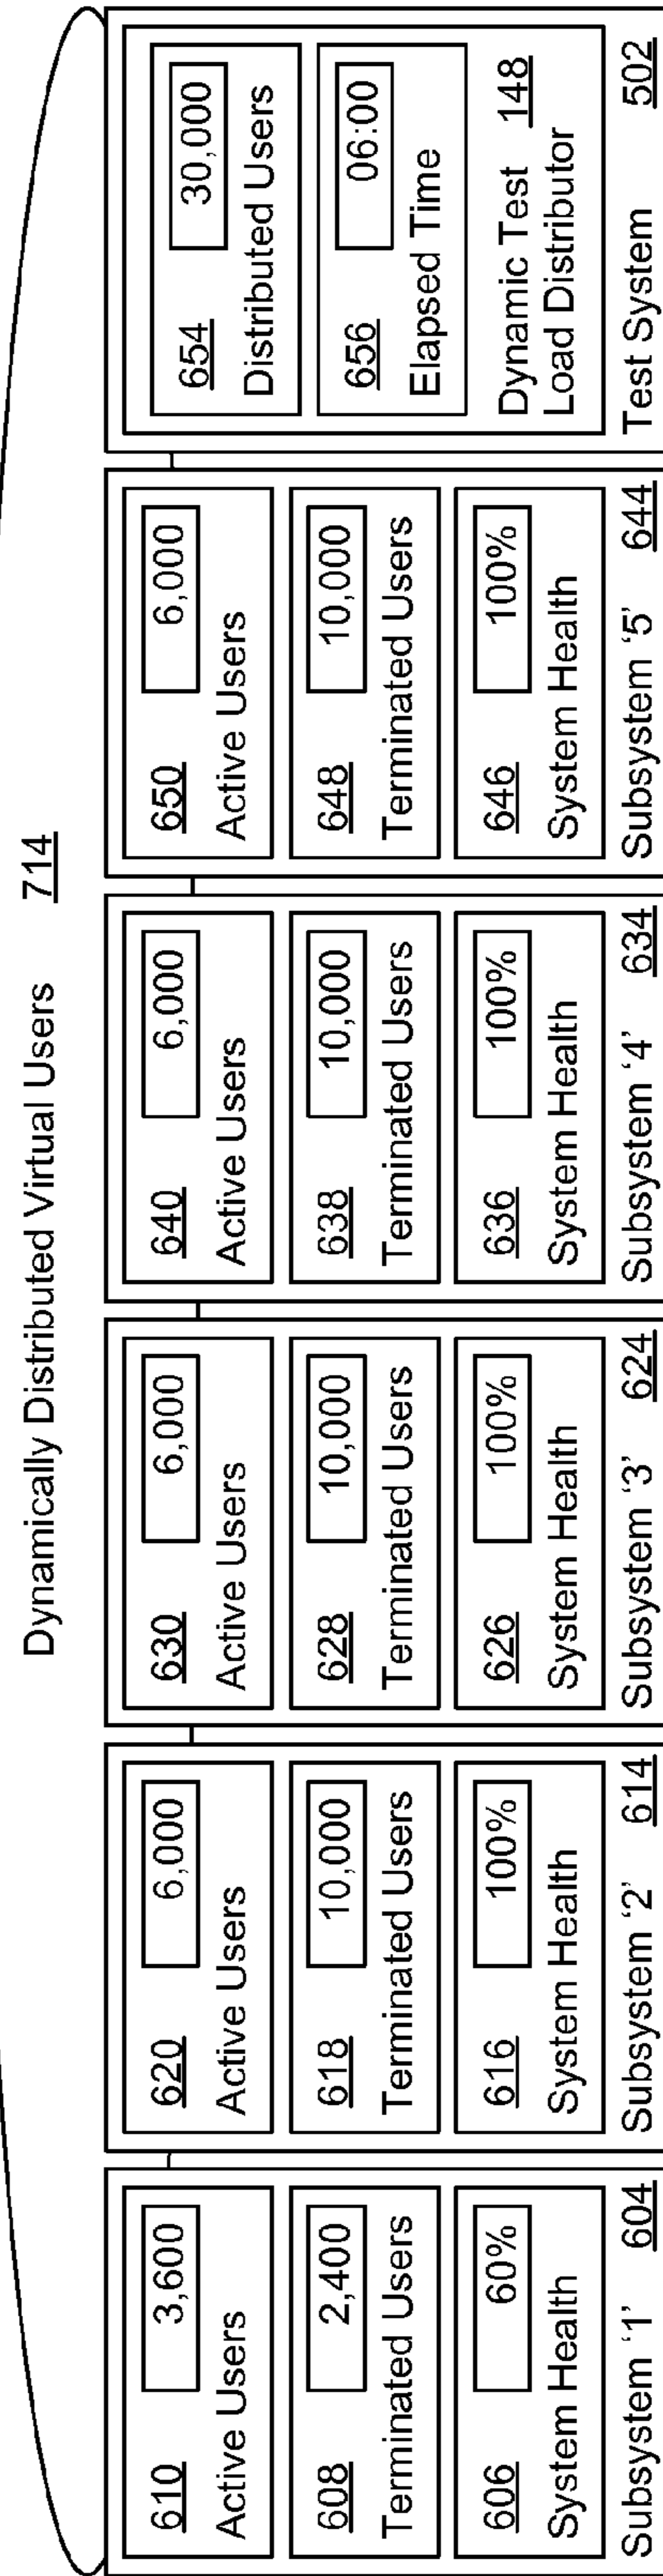 Dynamically Distributed Virtual Users 714
610 3,600
Active Users
608 2,400
Terminated Users
606 60%
System Health
Subsystem ‘1’ 604
620 6,000
Active Users
618 10,000
Terminated Users
616 100%
System Health
Subsystem ‘2’ 614
630 6,000
Active Users
628 10,000
Terminated Users
626 100%
System Health
Subsystem ‘3’ 624
640 6,000
Active Users
638 10,000
Terminated Users
636 100%
System Health
Subsystem ‘4’ 634
650 6,000
Active Users
648 10,000
Terminated Users
646 100%
System Health
Subsystem ‘5’ 644
654 30,000
Distributed Users
656 06:00
Elapsed Time
Dynamic Test 148
Load Distributor
Test System 502